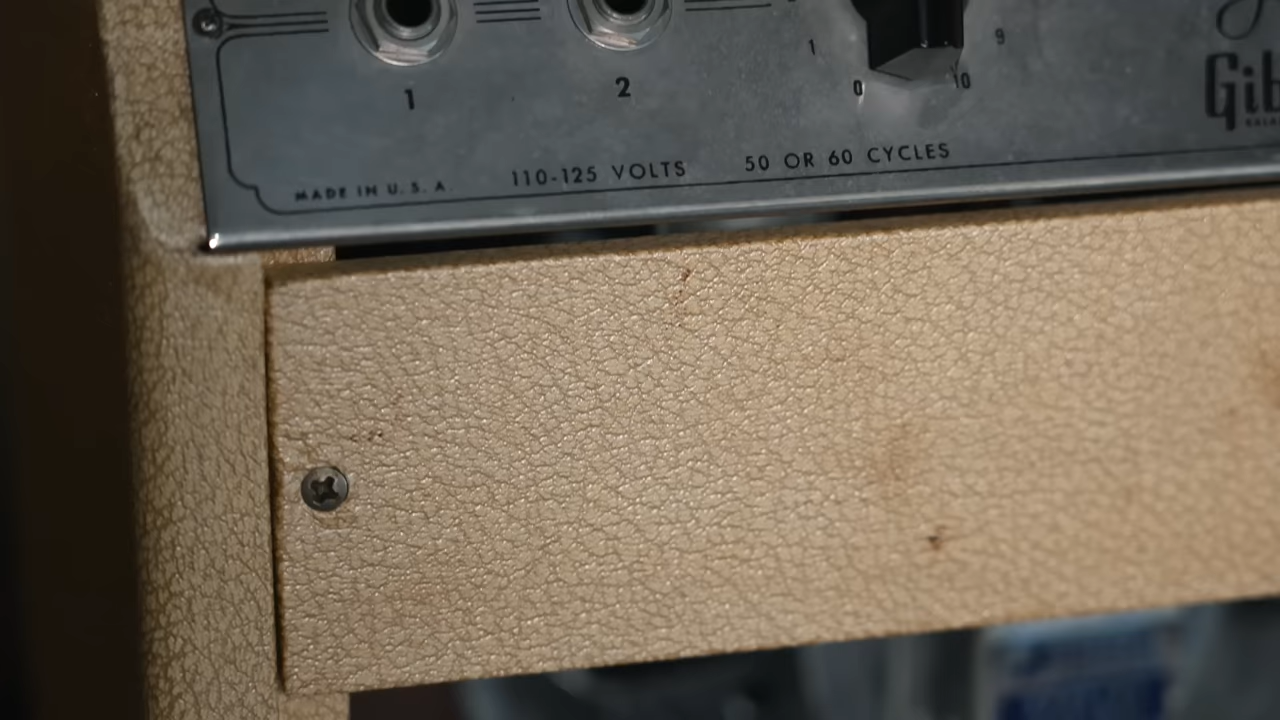 1 9
0 10
1 2
Gib
110-125 VOLTS 50 OR 60 CYCLES
MADE IN U. S. A.